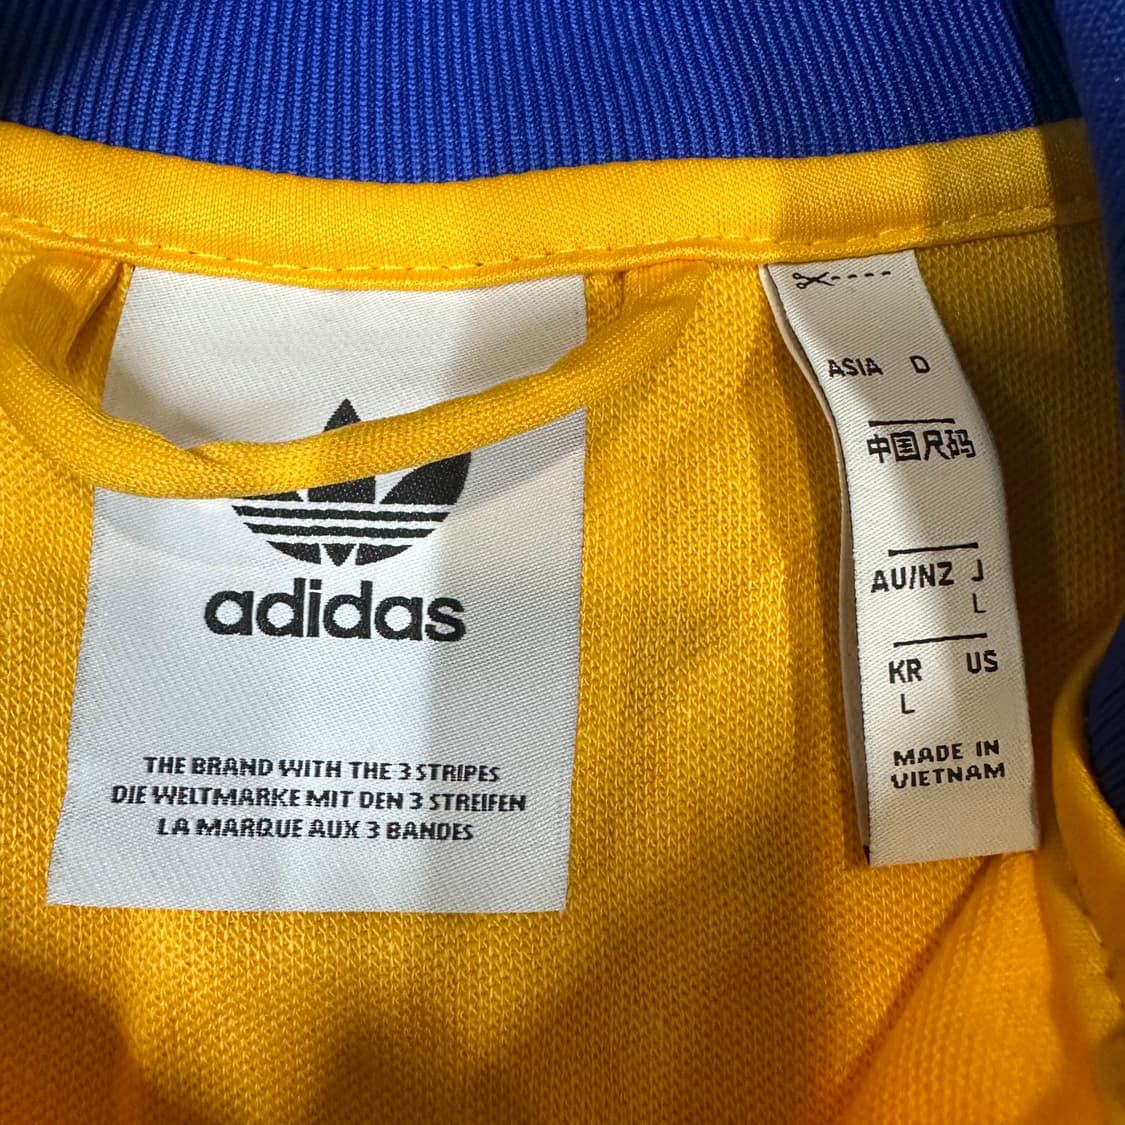 adidas
THE BRAND WITH THE 3 STRIPES
DIE WELTMARKE MIT DEN 3 STREIFEN
LA MARQUE AUX 3 BANDES
ASIA D
中国尺码
AU/NZ J
L
KR US
L
MADE IN
VIETNAM